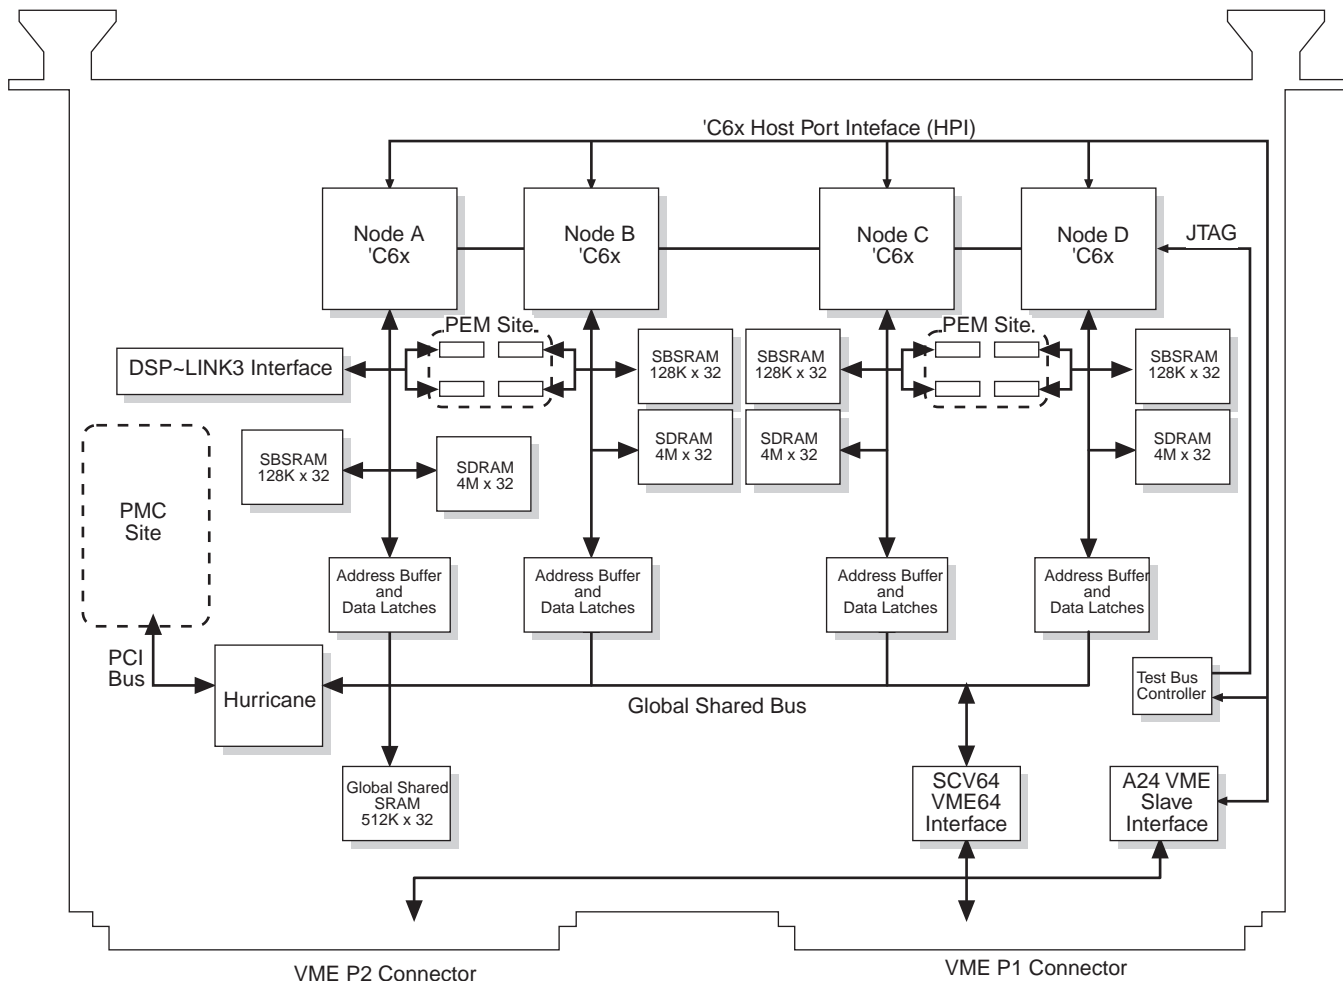 'C6x Host Port Inteface (HPI)
Node A
'C6x
Node B
'C6x
Node C
'C6x
Node D
'C6x
JTAG
PEM Site
PEM Site
DSP~LINK3 Interface
SBSRAM
128K x 32
SBSRAM
128K x 32
SBSRAM
128K x 32
SDRAM
4M x 32
SDRAM
4M x 32
SDRAM
4M x 32
SBSRAM
128K x 32
SDRAM
4M x 32
PMC
Site
Address Buffer
and
Data Latches
Address Buffer
and
Data Latches
Address Buffer
and
Data Latches
Address Buffer
and
Data Latches
PCI
Bus
Hurricane
Global Shared Bus
Test Bus
Controller
Global Shared
SRAM
512K x 32
SCV64
VME64
Interface
A24 VME
Slave
Interface
VME P2 Connector
VME P1 Connector